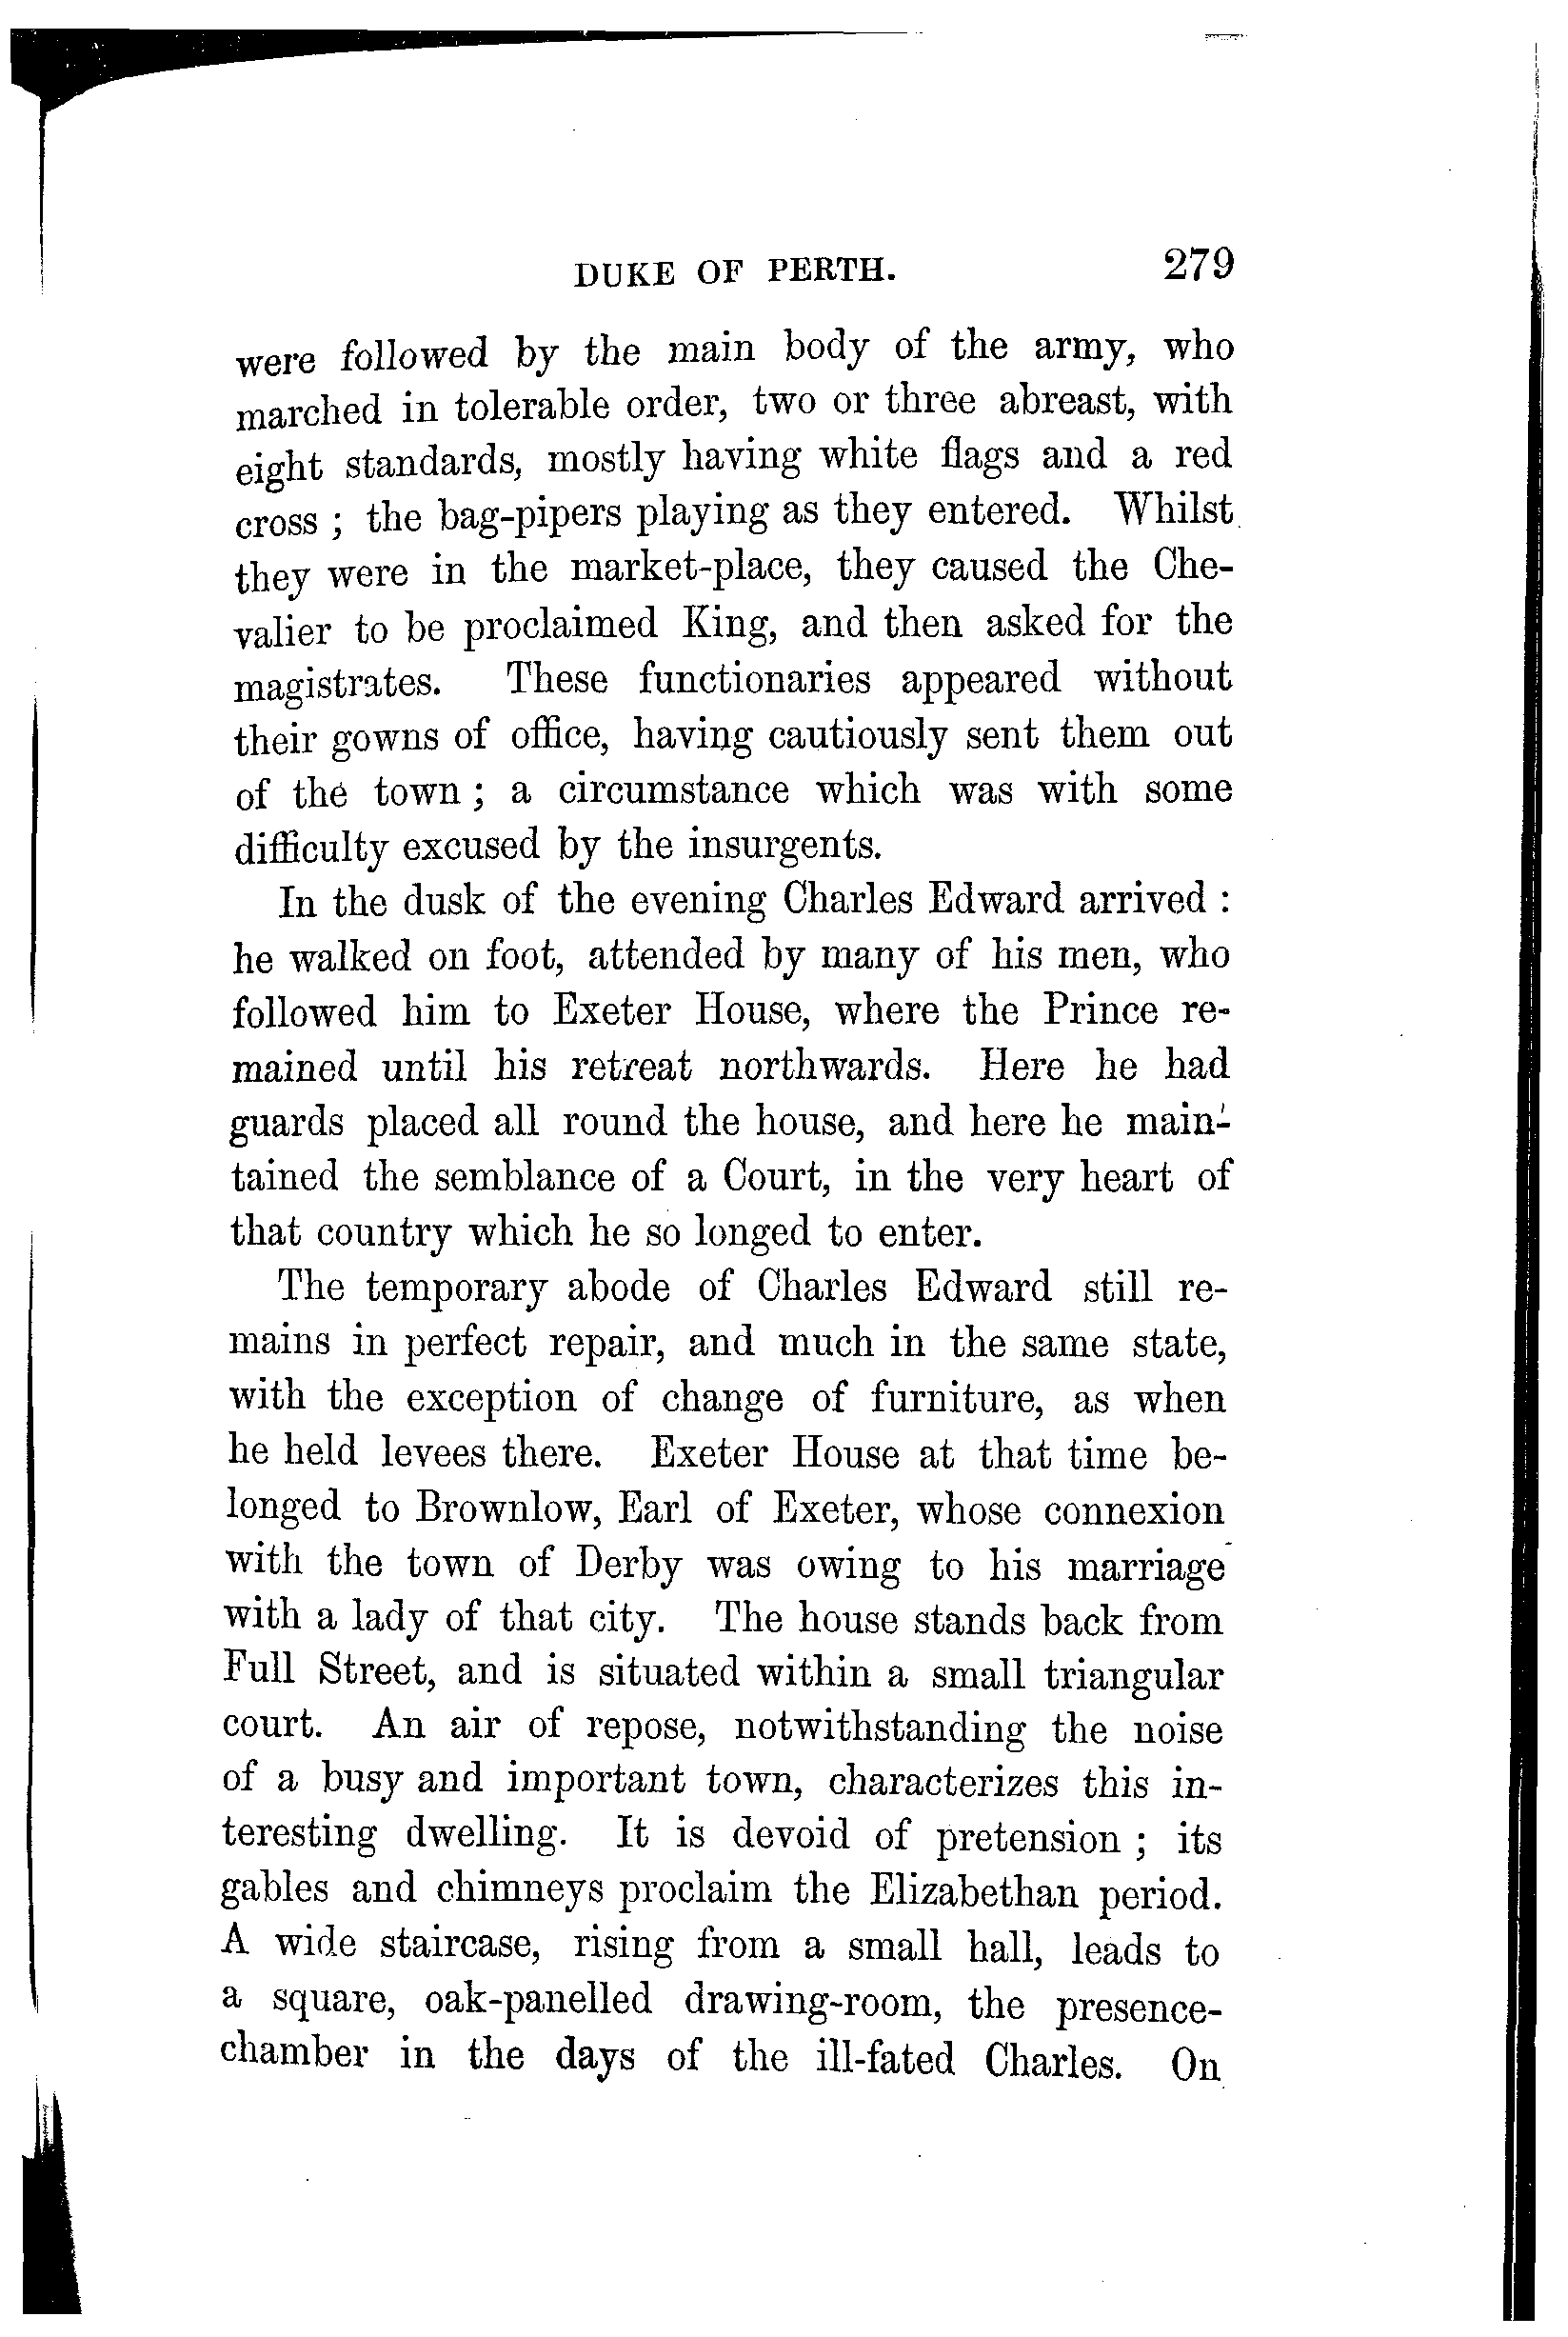 DUKE OF PERTH. 279
were followed by the main body of the army, who
marched in tolerable order, two or three abreast, with
eight standards, mostly having white flags and a red
cross ; the bag-pipers playing as they entered. Whilst
they were in the market-place, they caused the Che-
valier to be proclaimed King, and then asked for the
magistrates. These functionaries appeared without
their gowns of office, having cautiously sent them out
of the town ; a circumstance which was with some
difficulty excused by the insurgents.
In the dusk of the evening Charles Edward arrived :
he walked on foot, attended by many of his men, who
followed him to Exeter House, where the Prince re-
mained until his retreat northwards. Here he had
guards placed all round the house, and here he main-
tained the semblance of a Court, in the very heart of
that country which he so longed to enter.
The temporary abode of Charles Edward still re-
mains in perfect repair, and much in the same state,
with the exception of change of furniture, as when
he held levees there. Exeter House at that time be-
longed to Brownlow, Earl of Exeter, whose connexion
with the town of Derby was owing to his marriage
with a lady of that city. The house stands back from
Full Street, and is situated within a small triangular
court. An air of repose, notwithstanding the noise
of a busy and important town, characterizes this in-
teresting dwelling. It is devoid of pretension ; its
gables and chimneys proclaim the Elizabethan period.
A wide staircase, rising from a small hall, leads to
a square, oak-panelled drawing-room, the presence-
chamber in the days of the ill-fated Charles. On